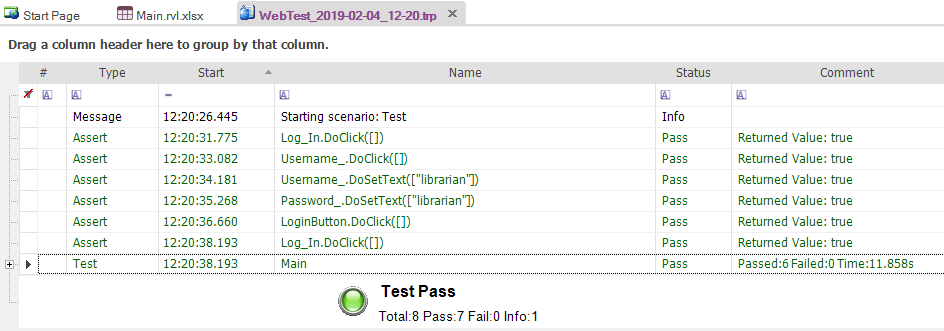 Start Page Main.rvl.xlsx WebTest_2019-02-04_12-20.trp
Drag a column header here to group by that column.
# Type Start Name Status Comment
Message 12:20:26.445 Starting scenario: Test Info
Assert 12:20:31.775 Log_In.DoClick([]) Pass Returned Value: true
Assert 12:20:33.082 Username_.DoClick([]) Pass Returned Value: true
Assert 12:20:34.181 Username_.DoSetText(["librarian"]) Pass Returned Value: true
Assert 12:20:35.268 Password_.DoSetText(["librarian"]) Pass Returned Value: true
Assert 12:20:36.660 LoginButton.DoClick([]) Pass Returned Value: true
Assert 12:20:38.193 Log_In.DoClick([]) Pass Returned Value: true
Test 12:20:38.193 Main Pass Passed:6 Failed:0 Time:11.858s
Test Pass
Total:8 Pass:7 Fail:0 Info:1